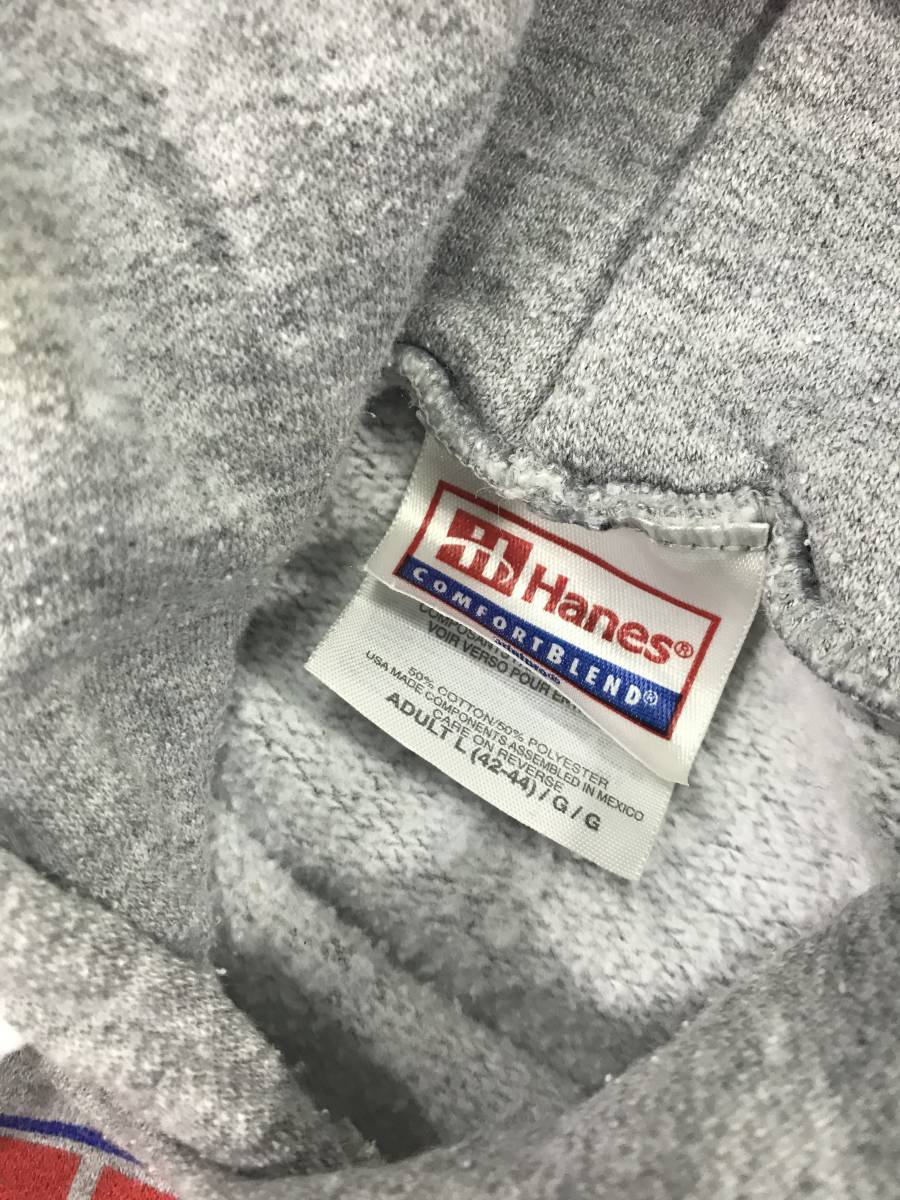 Hanes®
COMFORTBLEND®
VOIR VERSO POUR
50% COTTON/50% POLYESTER
USA MADE COMPONENTS ASSEMBLED IN MEXICO
CARE ON REVERSE
ADULT L (42-44) / G / G